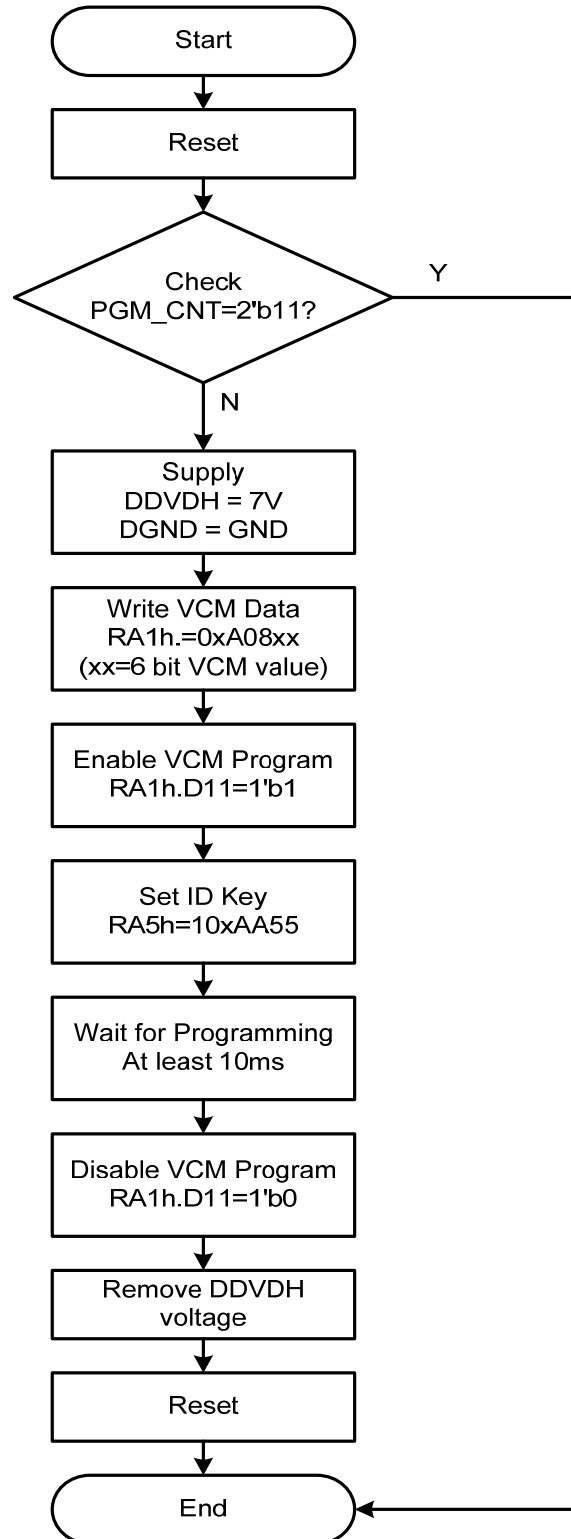 Start
Reset
Check
PGM_CNT=2'b11?
Y
N
Supply
DDVDH = 7V
DGND = GND
Write VCM Data
RA1h.=0xA08xx
(xx=6 bit VCM value)
Enable VCM Program
RA1h.D11=1'b1
Set ID Key
RA5h=10xAA55
Wait for Programming
At least 10ms
Disable VCM Program
RA1h.D11=1'b0
Remove DDVDH
voltage
Reset
End